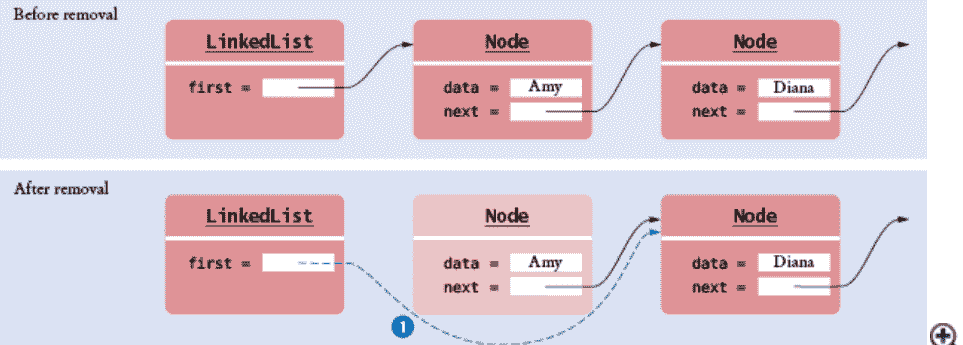 Before removal
LinkedList
Node
Node
first =
data = Amy
data = Diana
next =
next =
After removal
LinkedList
Node
Node
first =
data = Amy
data = Diana
next =
next =
1